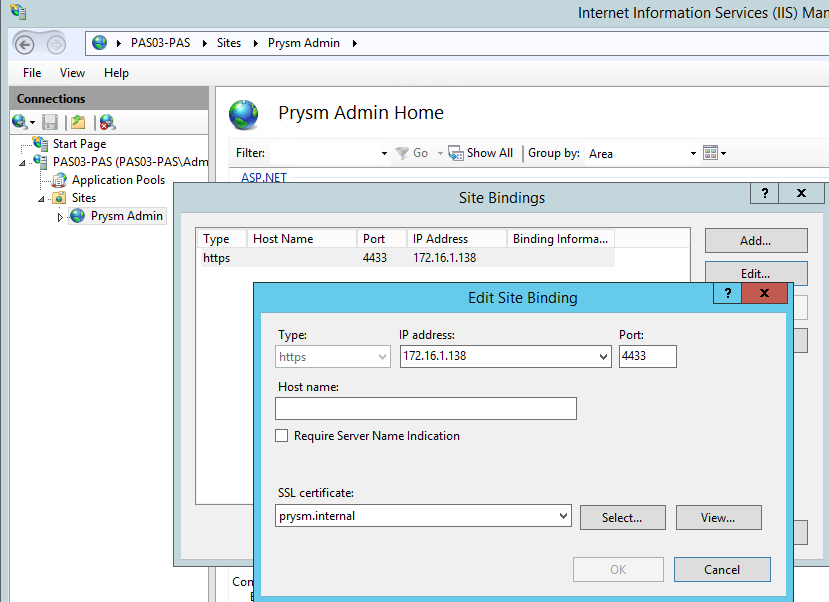 Internet Information Services (IIS) Man
PAS03-PAS Sites Prysm Admin
File View Help
Connections
Start Page
PAS03-PAS (PAS03-PAS\Adm
Application Pools
Sites
Prysm Admin
Prysm Admin Home
Filter: Go Show All Group by: Area
ASP.NET
Site Bindings
? x
Type Host Name Port IP Address Binding Informa...
https 4433 172.16.1.138
Add...
Edit...
Edit Site Binding
? x
Type: IP address: Port:
https 172.16.1.138 4433
Host name:
Require Server Name Indication
SSL certificate:
prysm.internal Select... View...
OK Cancel
Con